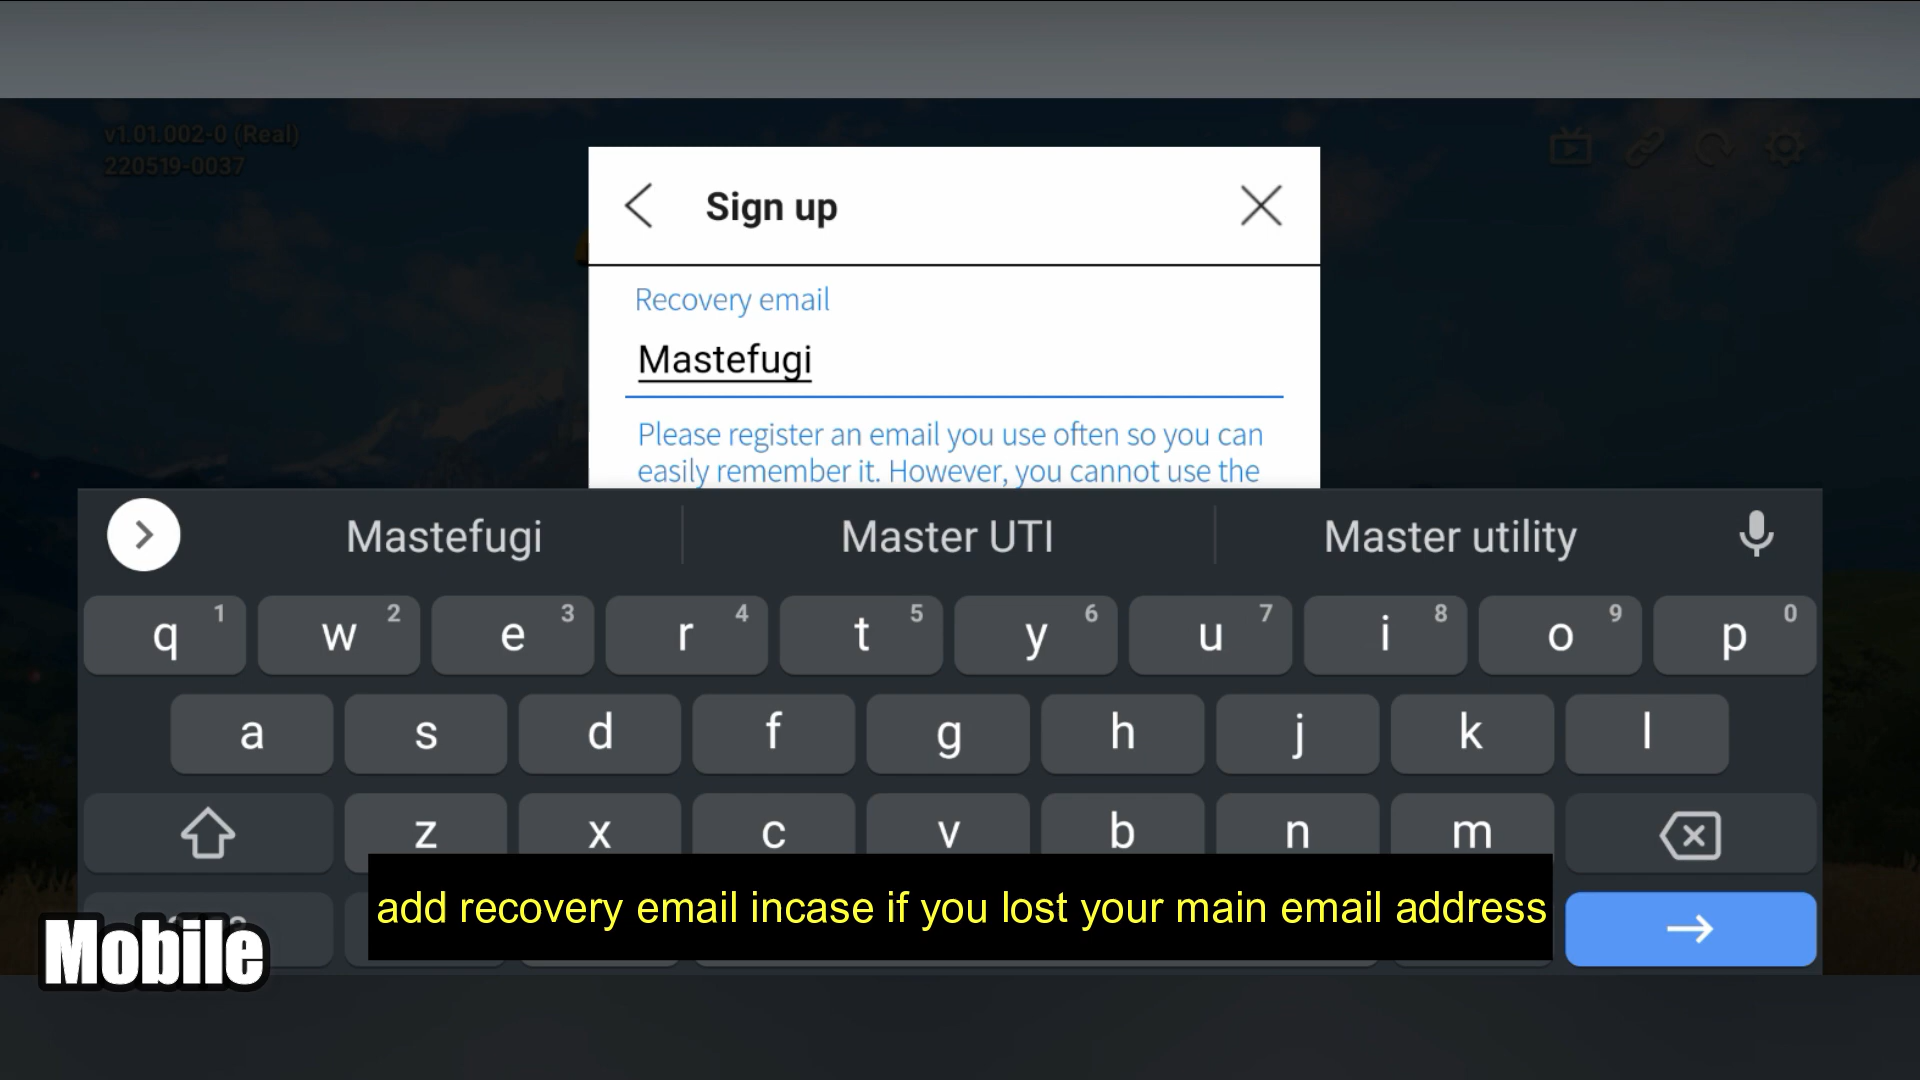 v1.01.002-0 (Real)
220519-0037
Sign up
Recovery email
Mastefugi
Please register an email you use often so you can
easily remember it. However, you cannot use the
Mastefugi Master UTI Master utility
q 1 w 2 e 3 r 4 t 5 y 6 u 7 i 8 o 9 p 0
a s d f g h j k l
z x c v b n m
add recovery email incase if you lost your main email address
Mobile